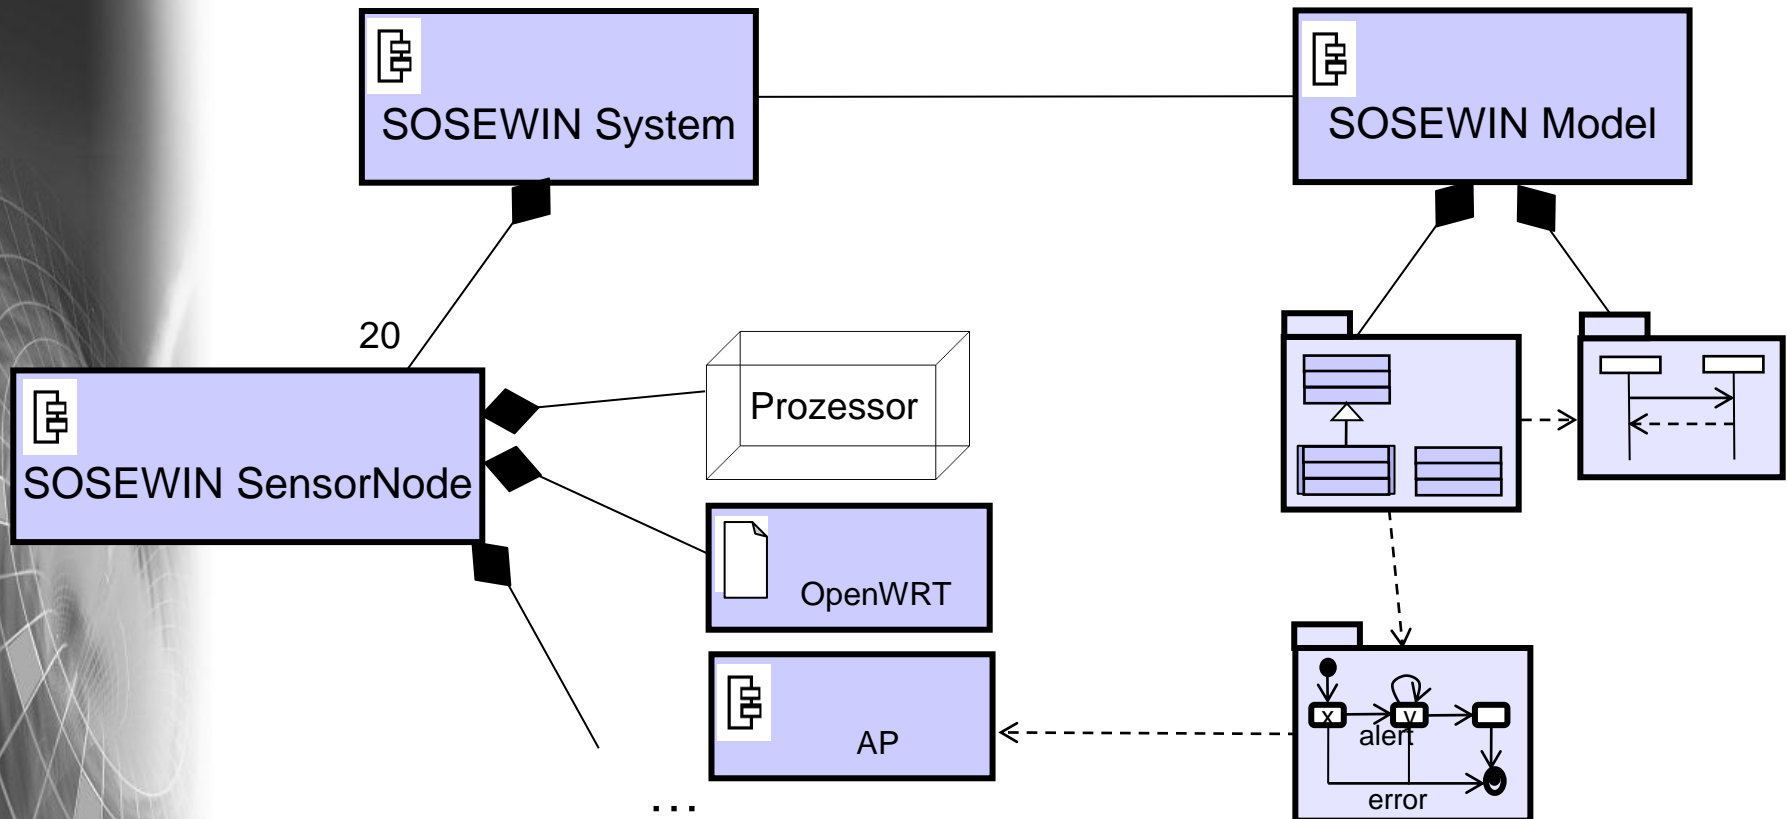 SOSEWIN System
SOSEWIN Model
20
SOSEWIN SensorNode
Prozessor
OpenWRT
AP
...
x
y
alert
error